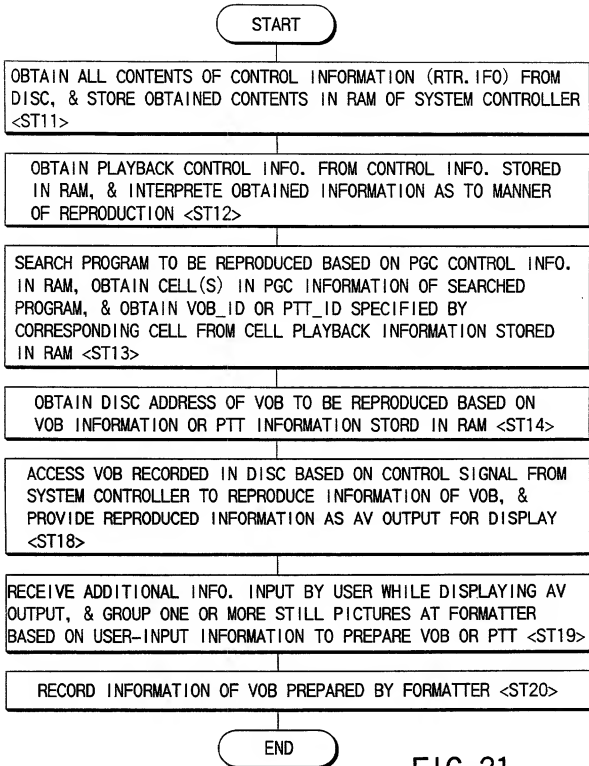 START
OBTAIN ALL CONTENTS OF CONTROL INFORMATION (RTR.IFO) FROM
DISC, & STORE OBTAINED CONTENTS IN RAM OF SYSTEM CONTROLLER
<ST11>
OBTAIN PLAYBACK CONTROL INFO. FROM CONTROL INFO. STORED
IN RAM, & INTERPRETE OBTAINED INFORMATION AS TO MANNER
OF REPRODUCTION <ST12>
SEARCH PROGRAM TO BE REPRODUCED BASED ON PGC CONTROL INFO.
IN RAM, OBTAIN CELL(S) IN PGC INFORMATION OF SEARCHED
PROGRAM, & OBTAIN VOB_ID OR PTT_ID SPECIFIED BY
CORRESPONDING CELL FROM CELL PLAYBACK INFORMATION STORED
IN RAM <ST13>
OBTAIN DISC ADDRESS OF VOB TO BE REPRODUCED BASED ON
VOB INFORMATION OR PTT INFORMATION STORD IN RAM <ST14>
ACCESS VOB RECORDED IN DISC BASED ON CONTROL SIGNAL FROM
SYSTEM CONTROLLER TO REPRODUCE INFORMATION OF VOB, &
PROVIDE REPRODUCED INFORMATION AS AV OUTPUT FOR DISPLAY
<ST18>
RECEIVE ADDITIONAL INFO. INPUT BY USER WHILE DISPLAYING AV
OUTPUT, & GROUP ONE OR MORE STILL PICTURES AT FORMATTER
BASED ON USER-INPUT INFORMATION TO PREPARE VOB OR PTT <ST19>
RECORD INFORMATION OF VOB PREPARED BY FORMATTER <ST20>
END
FIG. 21